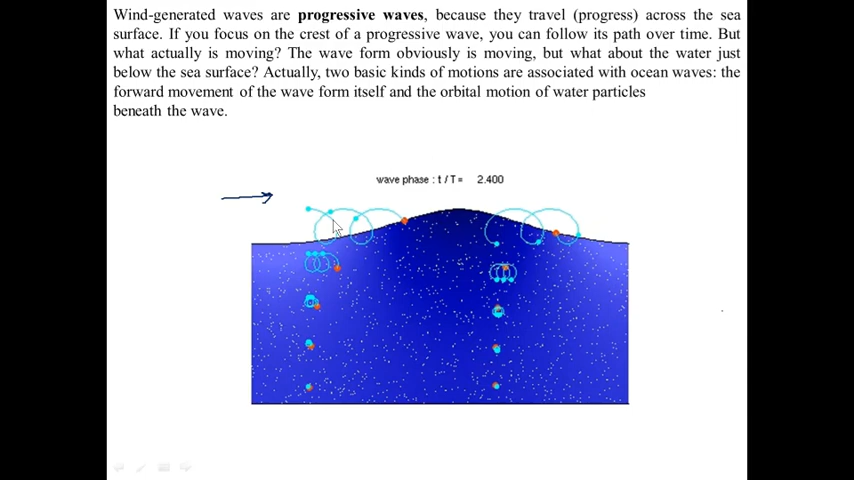 Wind-generated waves are progressive waves, because they travel (progress) across the sea
surface. If you focus on the crest of a progressive wave, you can follow its path over time. But
what actually is moving? The wave form obviously is moving, but what about the water just
below the sea surface? Actually, two basic kinds of motions are associated with ocean waves: the
forward movement of the wave form itself and the orbital motion of water particles
beneath the wave.
wave phase : t / T = 2.400